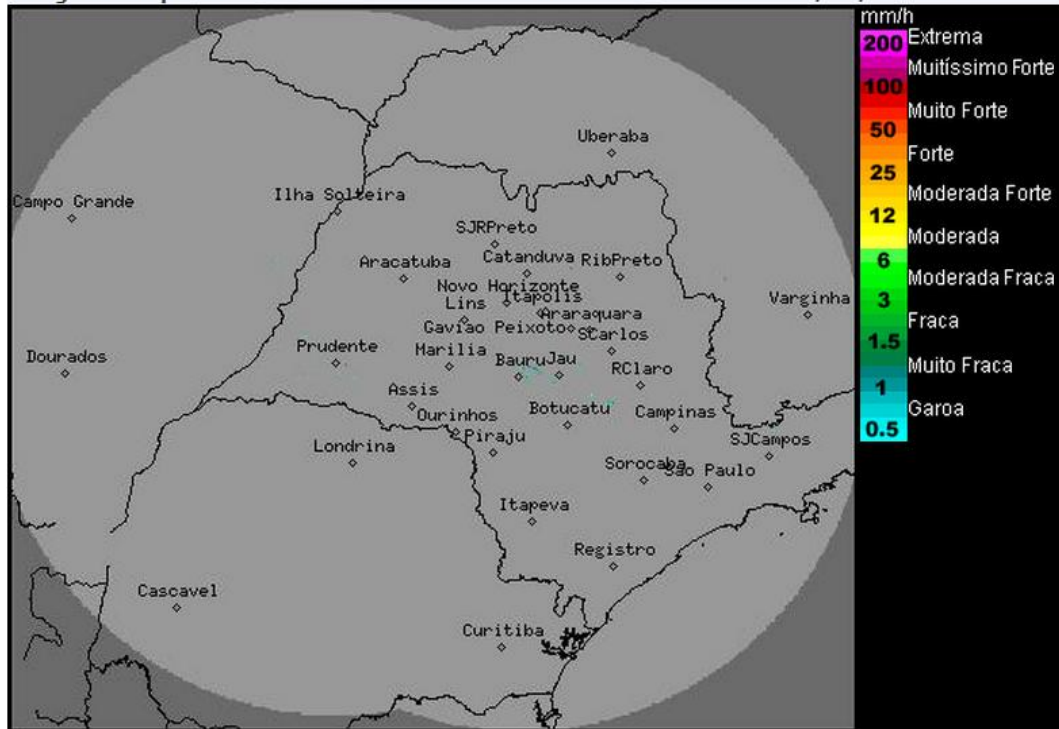 mm/h
200 Extrema
Muitíssimo Forte
100
Muito Forte
50
Forte
25
Moderada Forte
12
Moderada
6
Moderada Fraca
3
Fraca
1.5
Muito Fraca
1
Garoa
0.5
Uberaba
Campo Grande
Ilha Solteira
SJRPreto
Catanduva
RibPreto
Aracatuba
Novo Horizonte
Itapolis
Varginha
Lins
Araraquara
Gaviao Peixoto
SCarlos
Dourados
Prudente
Marilia
Bauru
Jau
RClaro
Assis
Ourinhos
Botucatu
Campinas
Londrina
Piraju
SJCampos
Sorocaba
Sao Paulo
Itapeva
Registro
Cascavel
Curitiba